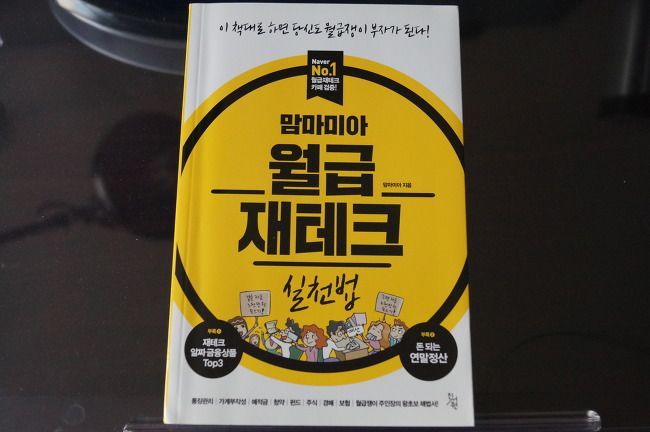 이 책대로 하면 당신도 월급쟁이 부자가 된다!
Naver
No.1
월급재테크
카페 검증!
맘마미아
월급
맘마미아 지음
재테크
실천법
부록 1
재테크
알짜 금융상품
Top3
부록 2
돈 되는
연말정산
통장관리 | 가계부작성 | 예적금 | 청약 | 펀드 | 주식 | 경매 | 보험 | 월급쟁이 주인장의 왕초보 해법서!
진서원